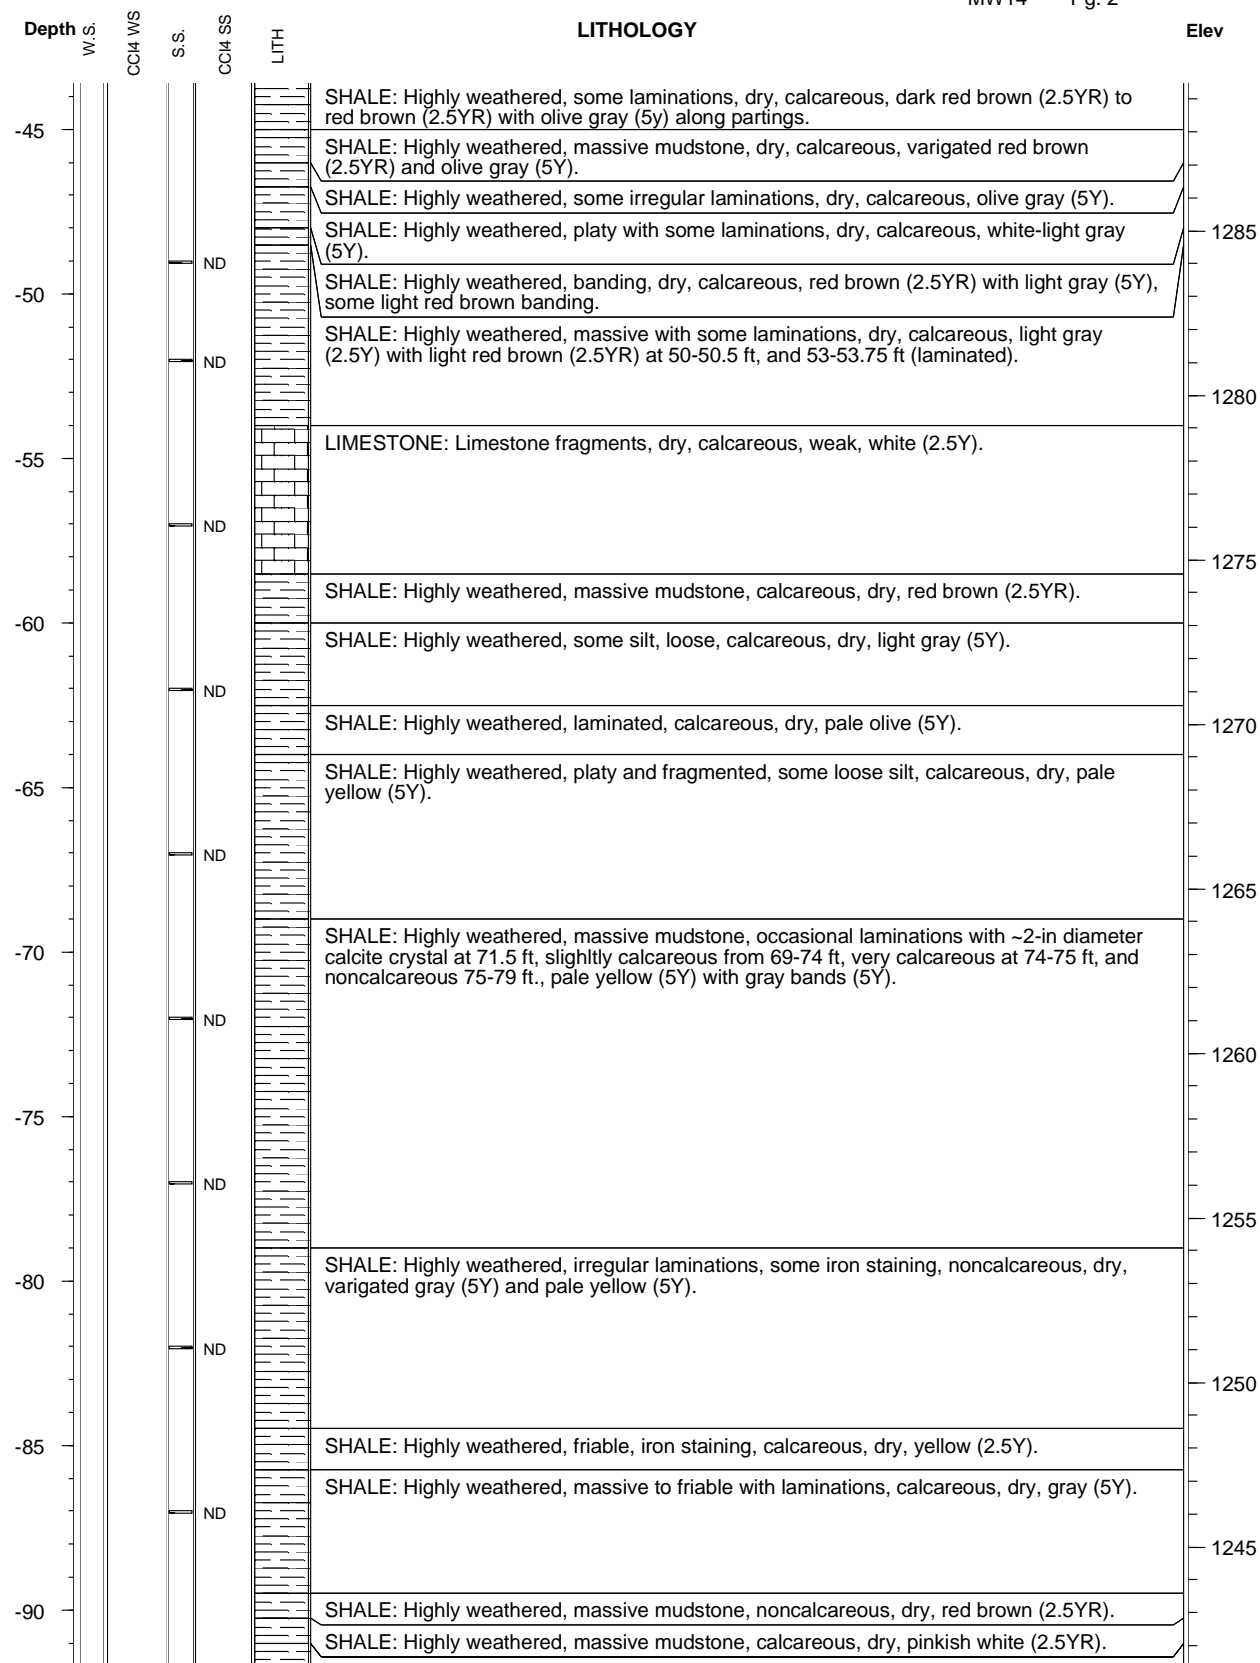 MW14 Pg. 2
Depth W.S. CCl4 WS S.S. CCl4 SS LITH LITHOLOGY Elev
SHALE: Highly weathered, some laminations, dry, calcareous, dark red brown (2.5YR) to
red brown (2.5YR) with olive gray (5y) along partings.
-45
SHALE: Highly weathered, massive mudstone, dry, calcareous, varigated red brown
(2.5YR) and olive gray (5Y).
SHALE: Highly weathered, some irregular laminations, dry, calcareous, olive gray (5Y).
SHALE: Highly weathered, platy with some laminations, dry, calcareous, white-light gray
1285
(5Y).
ND
SHALE: Highly weathered, banding, dry, calcareous, red brown (2.5YR) with light gray (5Y),
-50
some light red brown banding.
SHALE: Highly weathered, massive with some laminations, dry, calcareous, light gray
(2.5Y) with light red brown (2.5YR) at 50-50.5 ft, and 53-53.75 ft (laminated).
ND
1280
LIMESTONE: Limestone fragments, dry, calcareous, weak, white (2.5Y).
-55
ND
1275
SHALE: Highly weathered, massive mudstone, calcareous, dry, red brown (2.5YR).
-60
SHALE: Highly weathered, some silt, loose, calcareous, dry, light gray (5Y).
ND
SHALE: Highly weathered, laminated, calcareous, dry, pale olive (5Y).
1270
SHALE: Highly weathered, platy and fragmented, some loose silt, calcareous, dry, pale
-65
yellow (5Y).
ND
1265
SHALE: Highly weathered, massive mudstone, occasional laminations with ~2-in diameter
-70
calcite crystal at 71.5 ft, slighltly calcareous from 69-74 ft, very calcareous at 74-75 ft, and
noncalcareous 75-79 ft., pale yellow (5Y) with gray bands (5Y).
ND
1260
-75
ND
1255
SHALE: Highly weathered, irregular laminations, some iron staining, noncalcareous, dry,
-80
varigated gray (5Y) and pale yellow (5Y).
ND
1250
-85
SHALE: Highly weathered, friable, iron staining, calcareous, dry, yellow (2.5Y).
SHALE: Highly weathered, massive to friable with laminations, calcareous, dry, gray (5Y).
ND
1245
-90
SHALE: Highly weathered, massive mudstone, noncalcareous, dry, red brown (2.5YR).
SHALE: Highly weathered, massive mudstone, calcareous, dry, pinkish white (2.5YR).